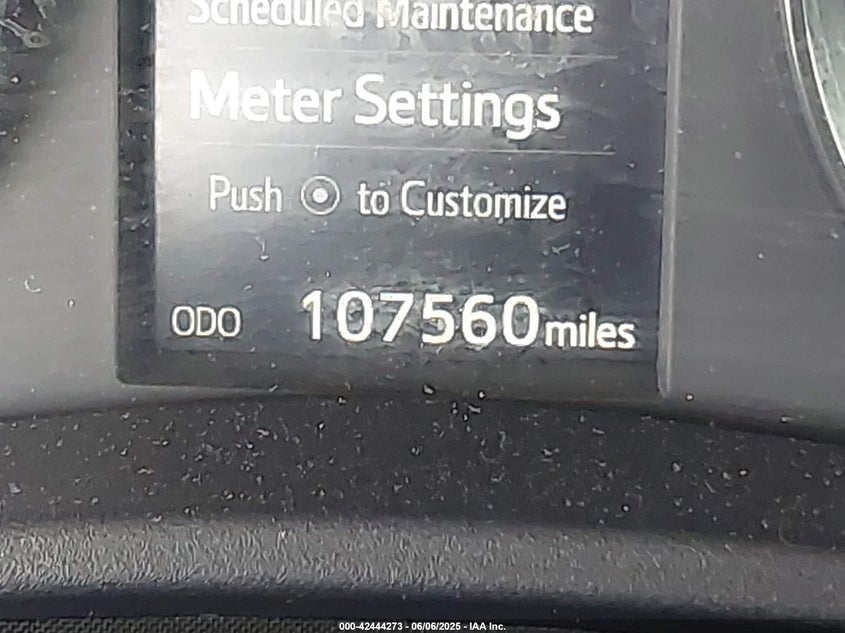 Scheduled Maintenance
Meter Settings
Push to Customize
ODO 107560 miles
000-42444273 - 06/06/2025 - IAA Inc.